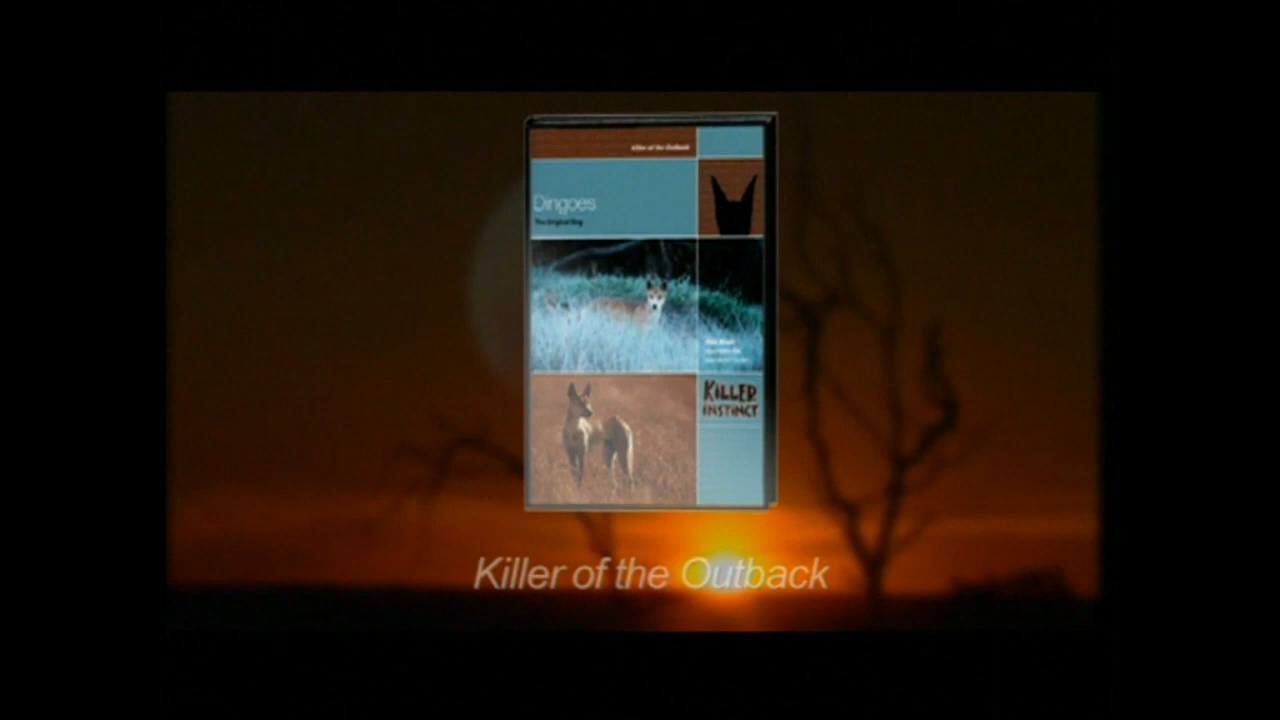 Killer of the Outback
Dingoes
The Original Dog
KiLLER
INSTINCT
Killer of the Outback